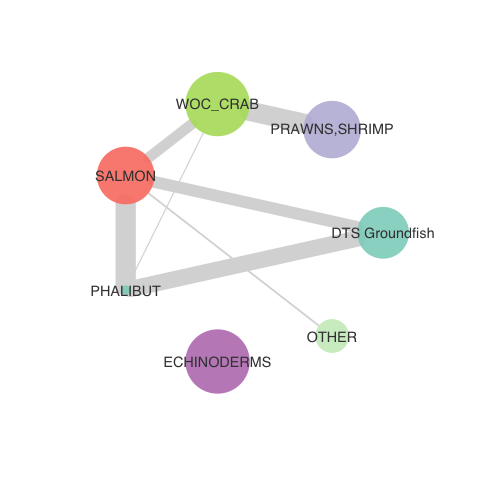 WOC_CRAB
PRAWNS,SHRIMP
SALMON
DTS Groundfish
PHALIBUT
OTHER
ECHINODERMS